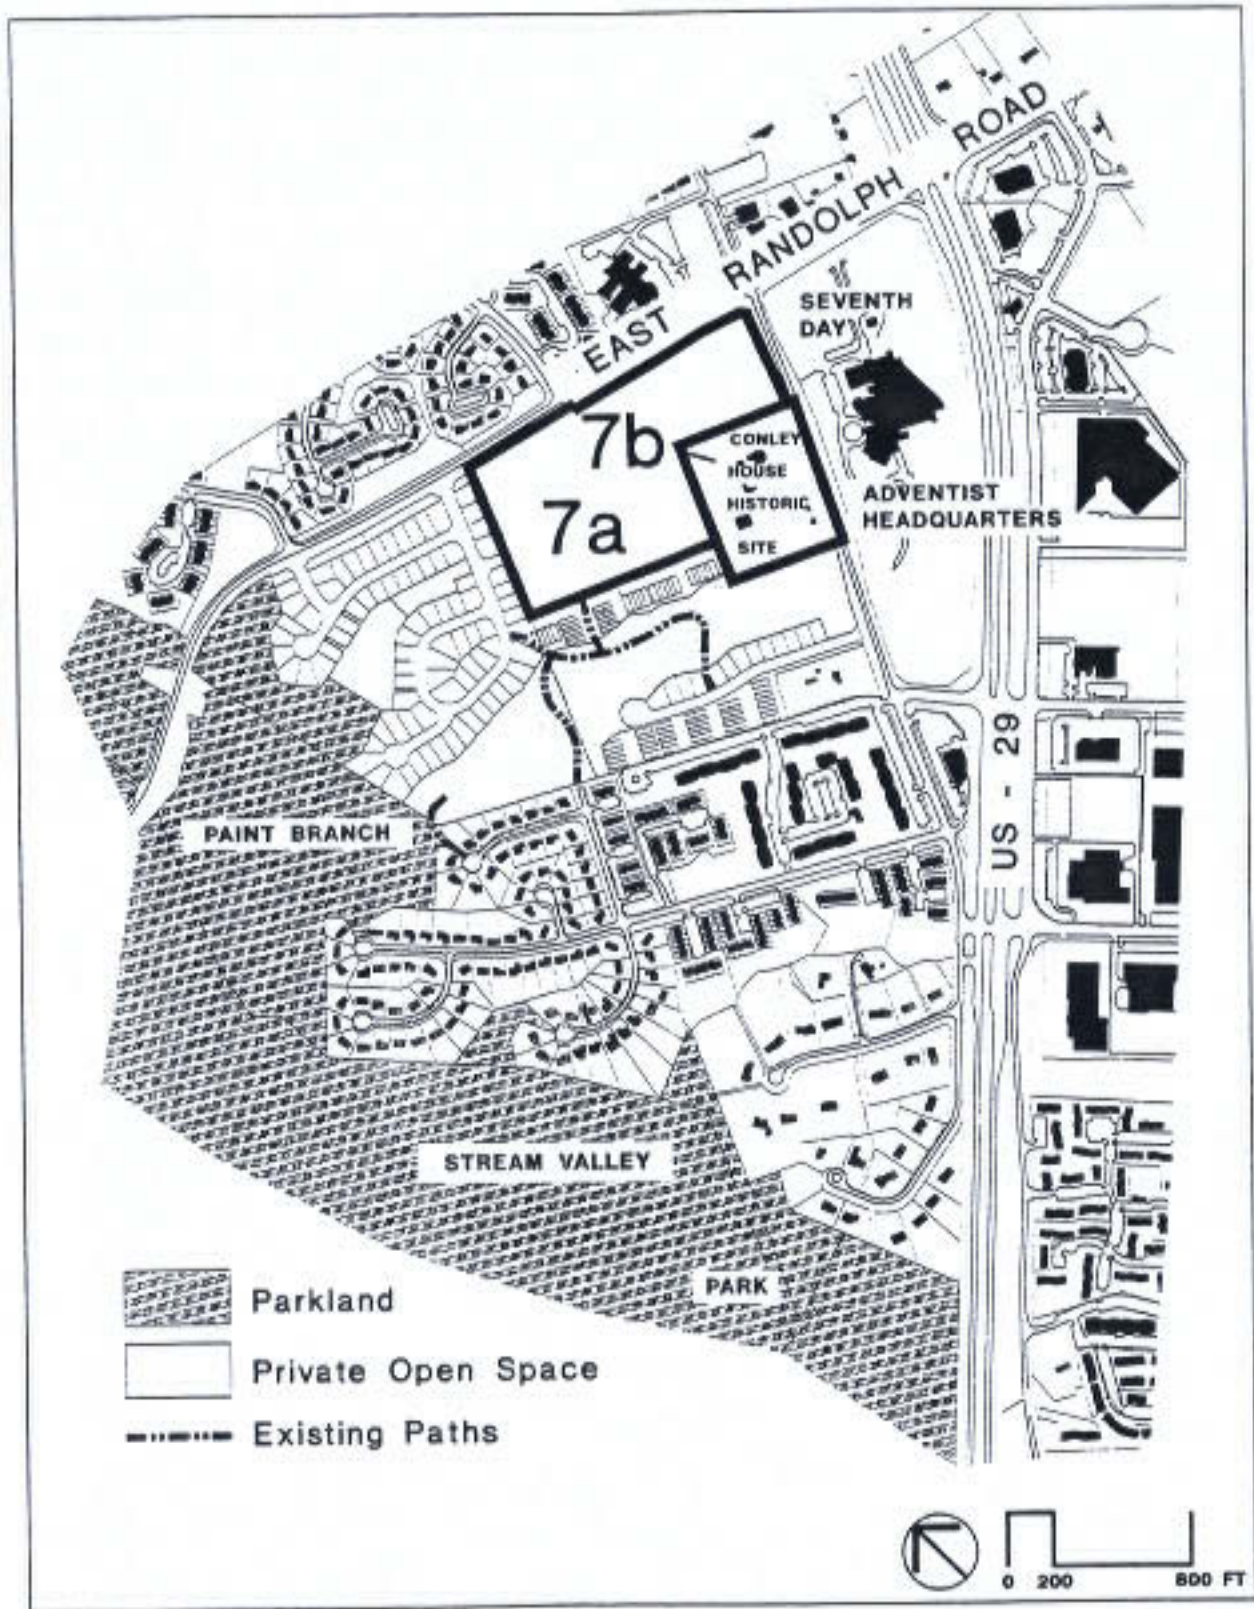 ROAD
RANDOLPH
EAST
SEVENTH
DAY
7b
CONLEY
HOUSE
HISTORIC
SITE
7a
ADVENTIST
HEADQUARTERS
US - 29
PAINT BRANCH
STREAM VALLEY
PARK
Parkland
Private Open Space
Existing Paths
0 200 800 FT